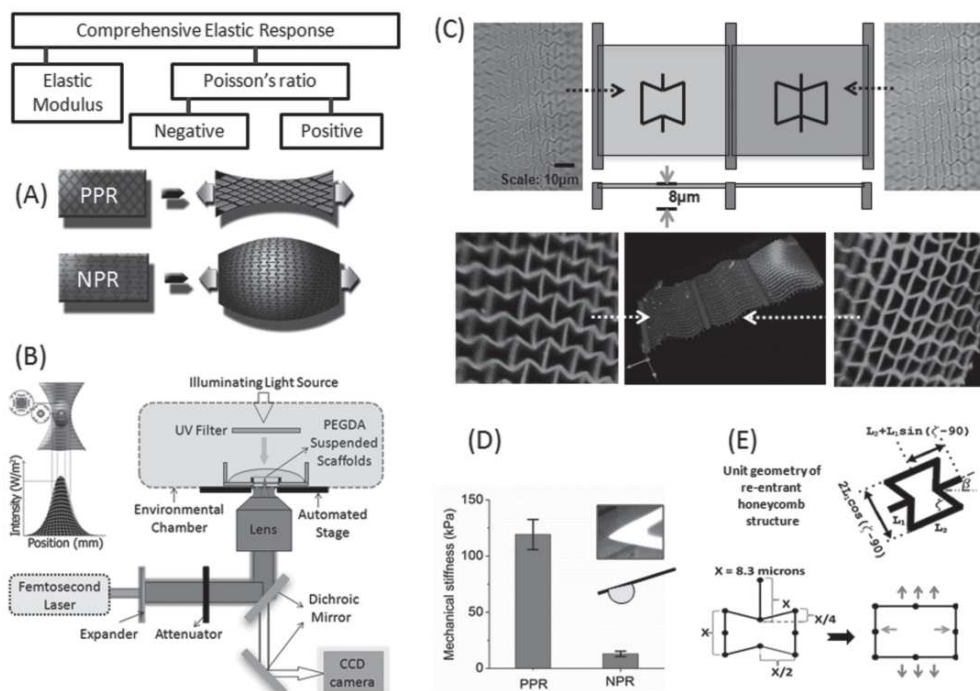 Comprehensive Elastic Response
Elastic
Modulus
Poisson's ratio
Negative
Positive
(A)
PPR
NPR
(B)
Intensity (W/m²)
Position (mm)
Illuminating Light Source
UV Filter
PEGDA
Suspended
Scaffolds
Environmental
Chamber
Automated
Stage
Lens
Femtosecond
Laser
Expander
Attenuator
Dichroic
Mirror
CCD
camera
(C)
Scale: 10μm
8μm
(D)
Mechanical stiffness (kPa)
150
100
50
0
PPR
NPR
(E)
Unit geometry of
re-entrant
honeycomb
structure
L₂+L₁sin(ζ-90)
2L₁cos(ζ-90)
L₁
L₂
ζ
β
X = 8.3 microns
X
X
X/4
X/2